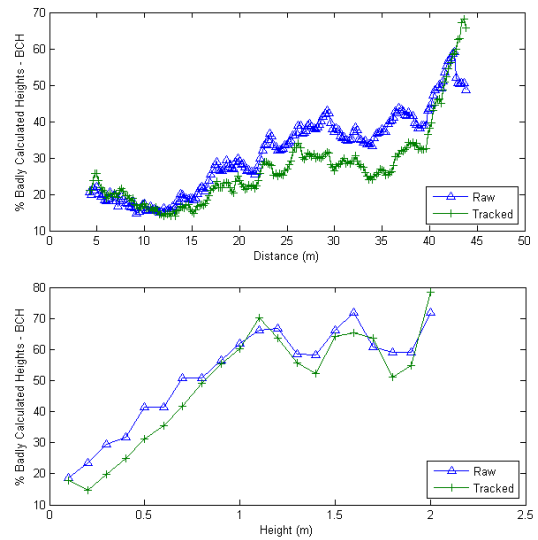 70
60
50
40
30
20
10
% Badly Calculated Heights - BCH
0 5 10 15 20 25 30 35 40 45 50
Distance (m)
Raw
Tracked
80
70
60
50
40
30
20
10
% Badly Calculated Heights - BCH
0 0.5 1 1.5 2 2.5
Height (m)
Raw
Tracked